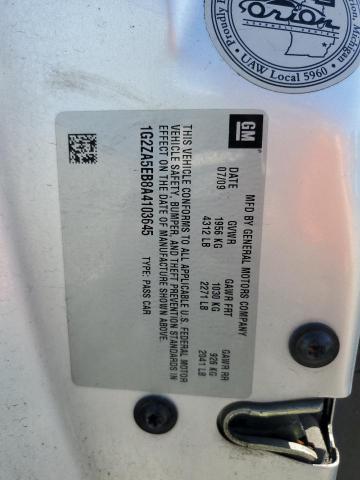 Orion
Michigan
Proudly
UAW Local 5960
GM
MFD BY GENERAL MOTORS COMPANY
DATE GVWR GAWR FRT GAWR RR
07/09 1956 KG 1030 KG 926 KG
4312 LB 2271 LB 2041 LB
THIS VEHICLE CONFORMS TO ALL APPLICABLE U.S. FEDERAL MOTOR
VEHICLE SAFETY, BUMPER, AND THEFT PREVENTION STANDARDS IN
EFFECT ON THE DATE OF MANUFACTURE SHOWN ABOVE.
1G2ZA5EB8A4103645 TYPE: PASS CAR